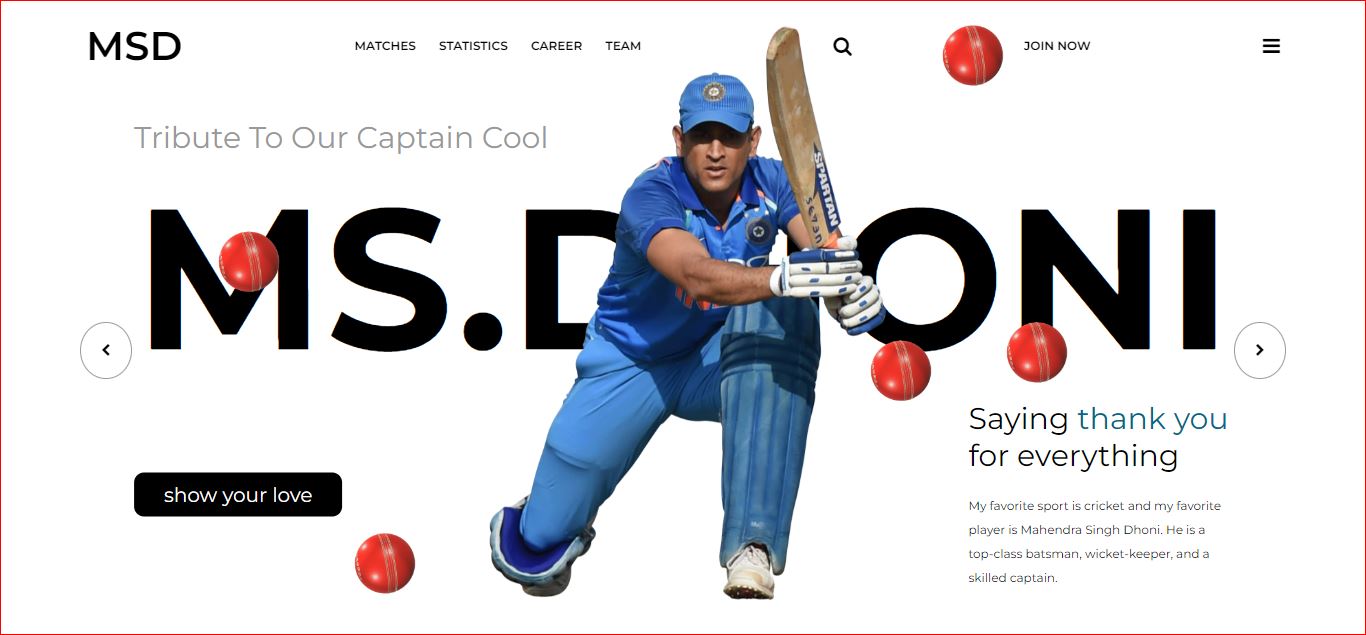 MSD
MATCHES STATISTICS CAREER TEAM
JOIN NOW
Tribute To Our Captain Cool
MS.D ONI
SPARTAN
Saying thank you
for everything
show your love
My favorite sport is cricket and my favorite
player is Mahendra Singh Dhoni. He is a
top-class batsman, wicket-keeper, and a
skilled captain.